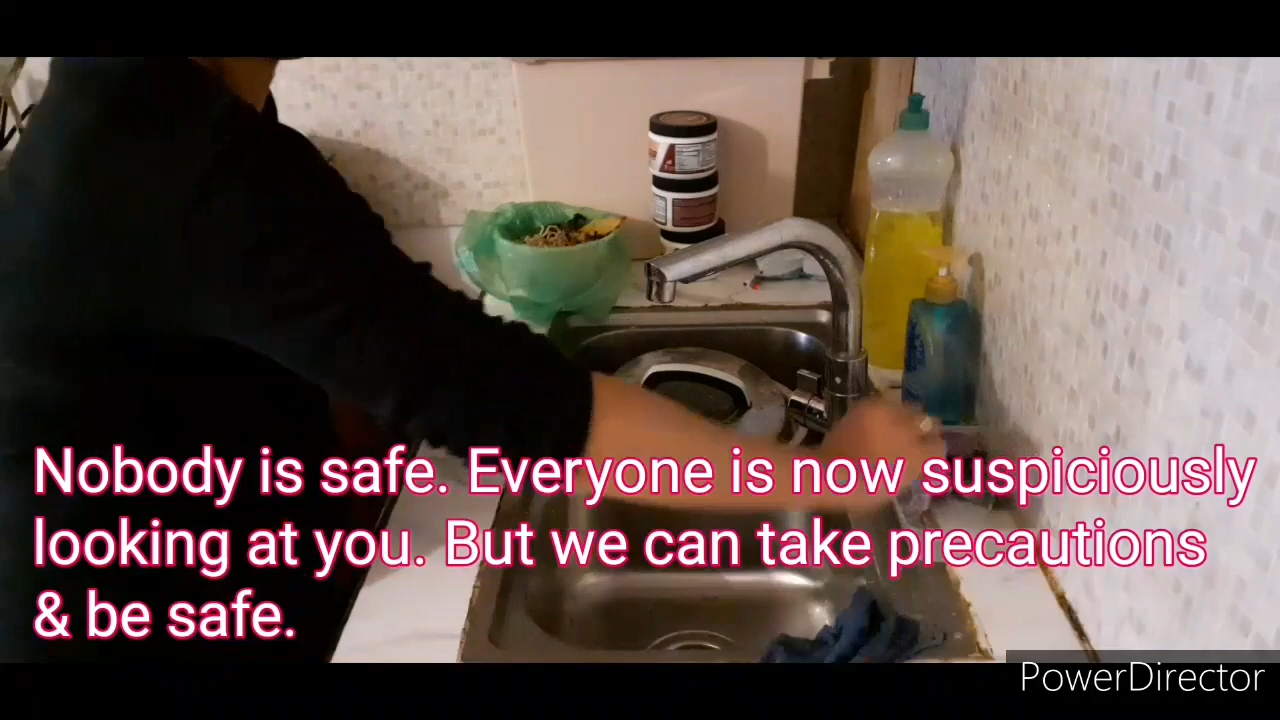 Nobody is safe. Everyone is now suspiciously
looking at you. But we can take precautions
& be safe.
PowerDirector